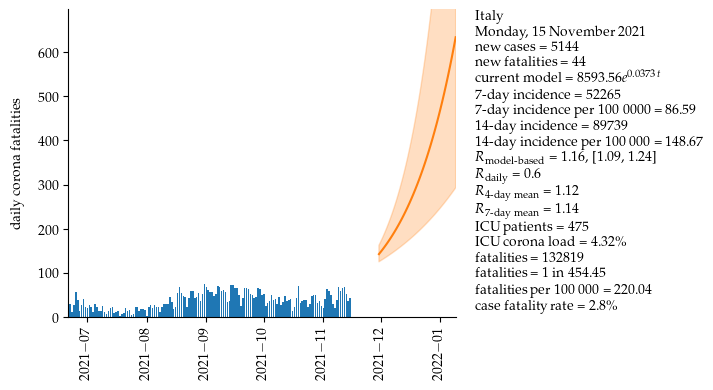 daily corona fatalities
600
500
400
300
200
100
0
2021−07
2021−08
2021−09
2021−10
2021−11
2021−12
2022−01
Italy
Monday, 15 November 2021
new cases = 5144
new fatalities = 44
current model = 8593.56e^0.0373 t
7-day incidence = 52265
7-day incidence per 100 0000 = 86.59
14-day incidence = 89739
14-day incidence per 100 000 = 148.67
R_model-based = 1.16, [1.09, 1.24]
R_daily = 0.6
R_4-day mean = 1.12
R_7-day mean = 1.14
ICU patients = 475
ICU corona load = 4.32%
fatalities = 132819
fatalities = 1 in 454.45
fatalities per 100 000 = 220.04
case fatality rate = 2.8%